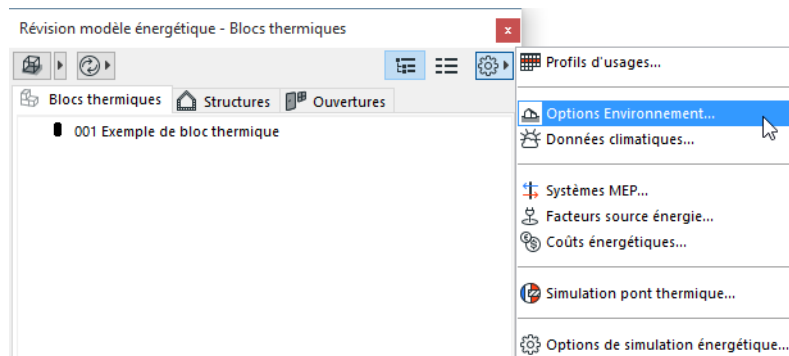 Révision modèle énergétique - Blocs thermiques
x
Blocs thermiques Structures Ouvertures
001 Exemple de bloc thermique
Profils d'usages...
Options Environnement...
Données climatiques...
Systèmes MEP...
Facteurs source énergie...
Coûts énergétiques...
Simulation pont thermique...
Options de simulation énergétique...